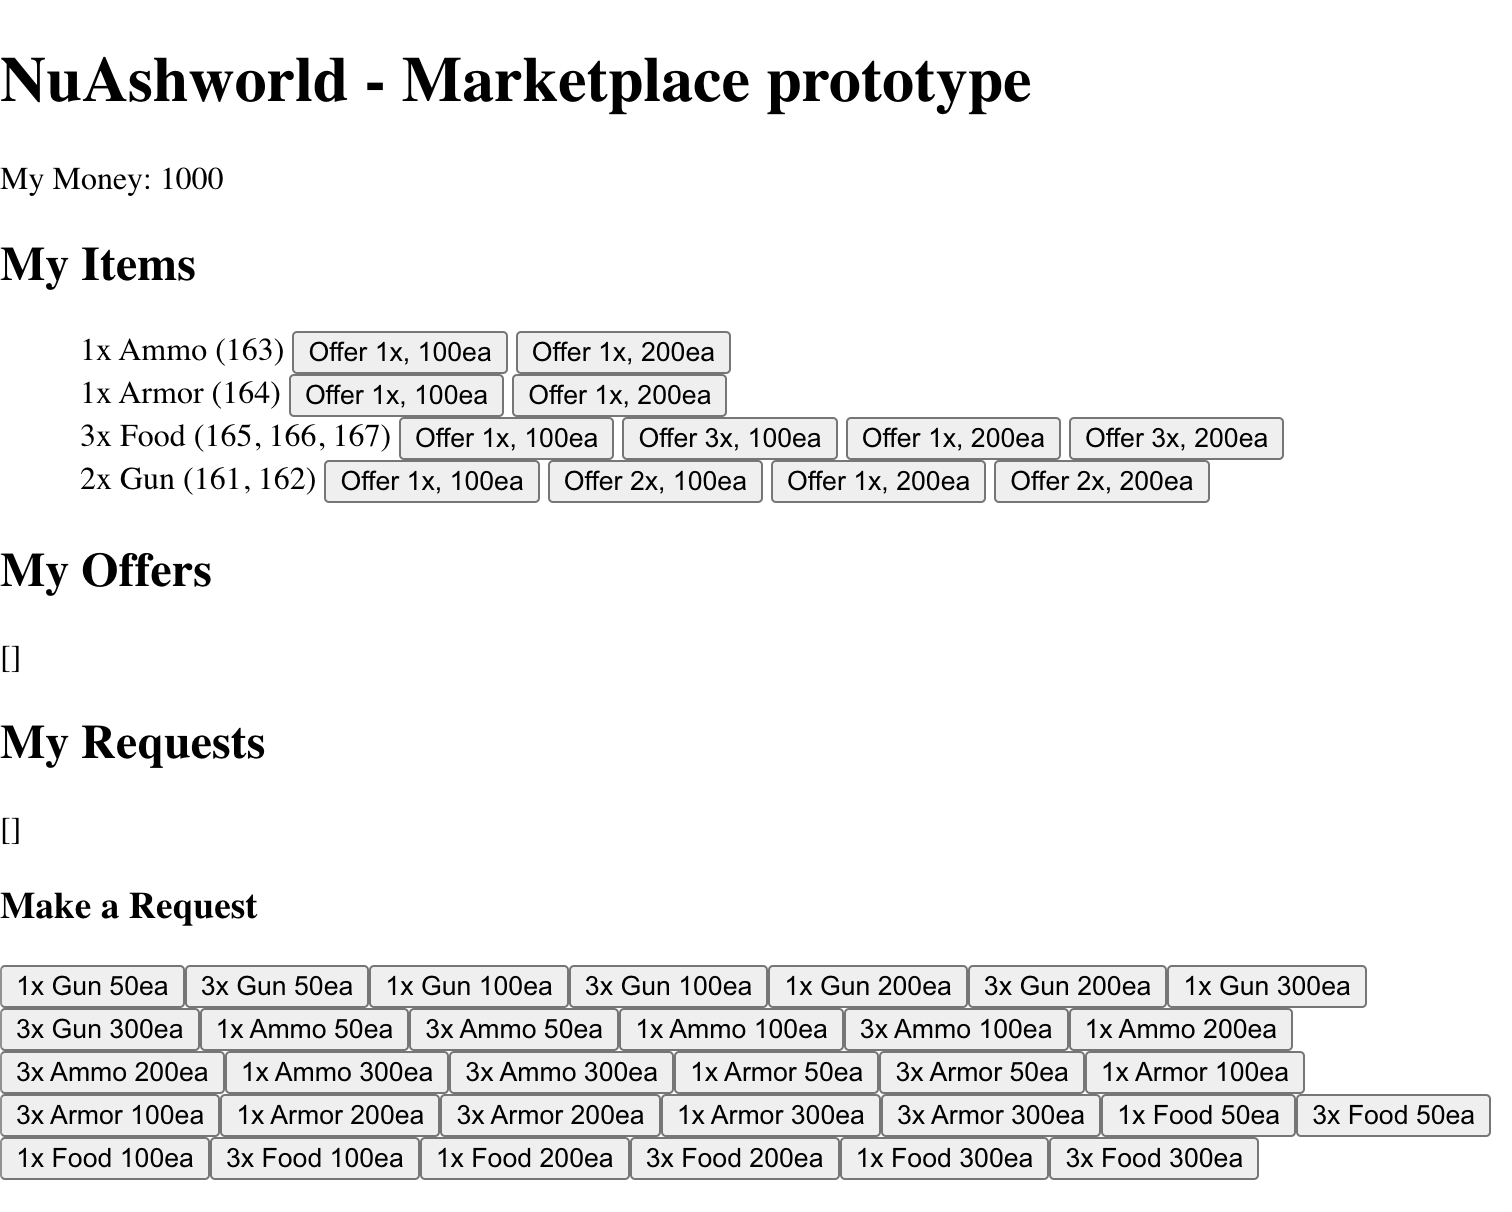 NuAshworld - Marketplace prototype
My Money: 1000
My Items
1x Ammo (163) Offer 1x, 100ea Offer 1x, 200ea
1x Armor (164) Offer 1x, 100ea Offer 1x, 200ea
3x Food (165, 166, 167) Offer 1x, 100ea Offer 3x, 100ea Offer 1x, 200ea Offer 3x, 200ea
2x Gun (161, 162) Offer 1x, 100ea Offer 2x, 100ea Offer 1x, 200ea Offer 2x, 200ea
My Offers
[]
My Requests
[]
Make a Request
1x Gun 50ea 3x Gun 50ea 1x Gun 100ea 3x Gun 100ea 1x Gun 200ea 3x Gun 200ea 1x Gun 300ea
3x Gun 300ea 1x Ammo 50ea 3x Ammo 50ea 1x Ammo 100ea 3x Ammo 100ea 1x Ammo 200ea
3x Ammo 200ea 1x Ammo 300ea 3x Ammo 300ea 1x Armor 50ea 3x Armor 50ea 1x Armor 100ea
3x Armor 100ea 1x Armor 200ea 3x Armor 200ea 1x Armor 300ea 3x Armor 300ea 1x Food 50ea 3x Food 50ea
1x Food 100ea 3x Food 100ea 1x Food 200ea 3x Food 200ea 1x Food 300ea 3x Food 300ea